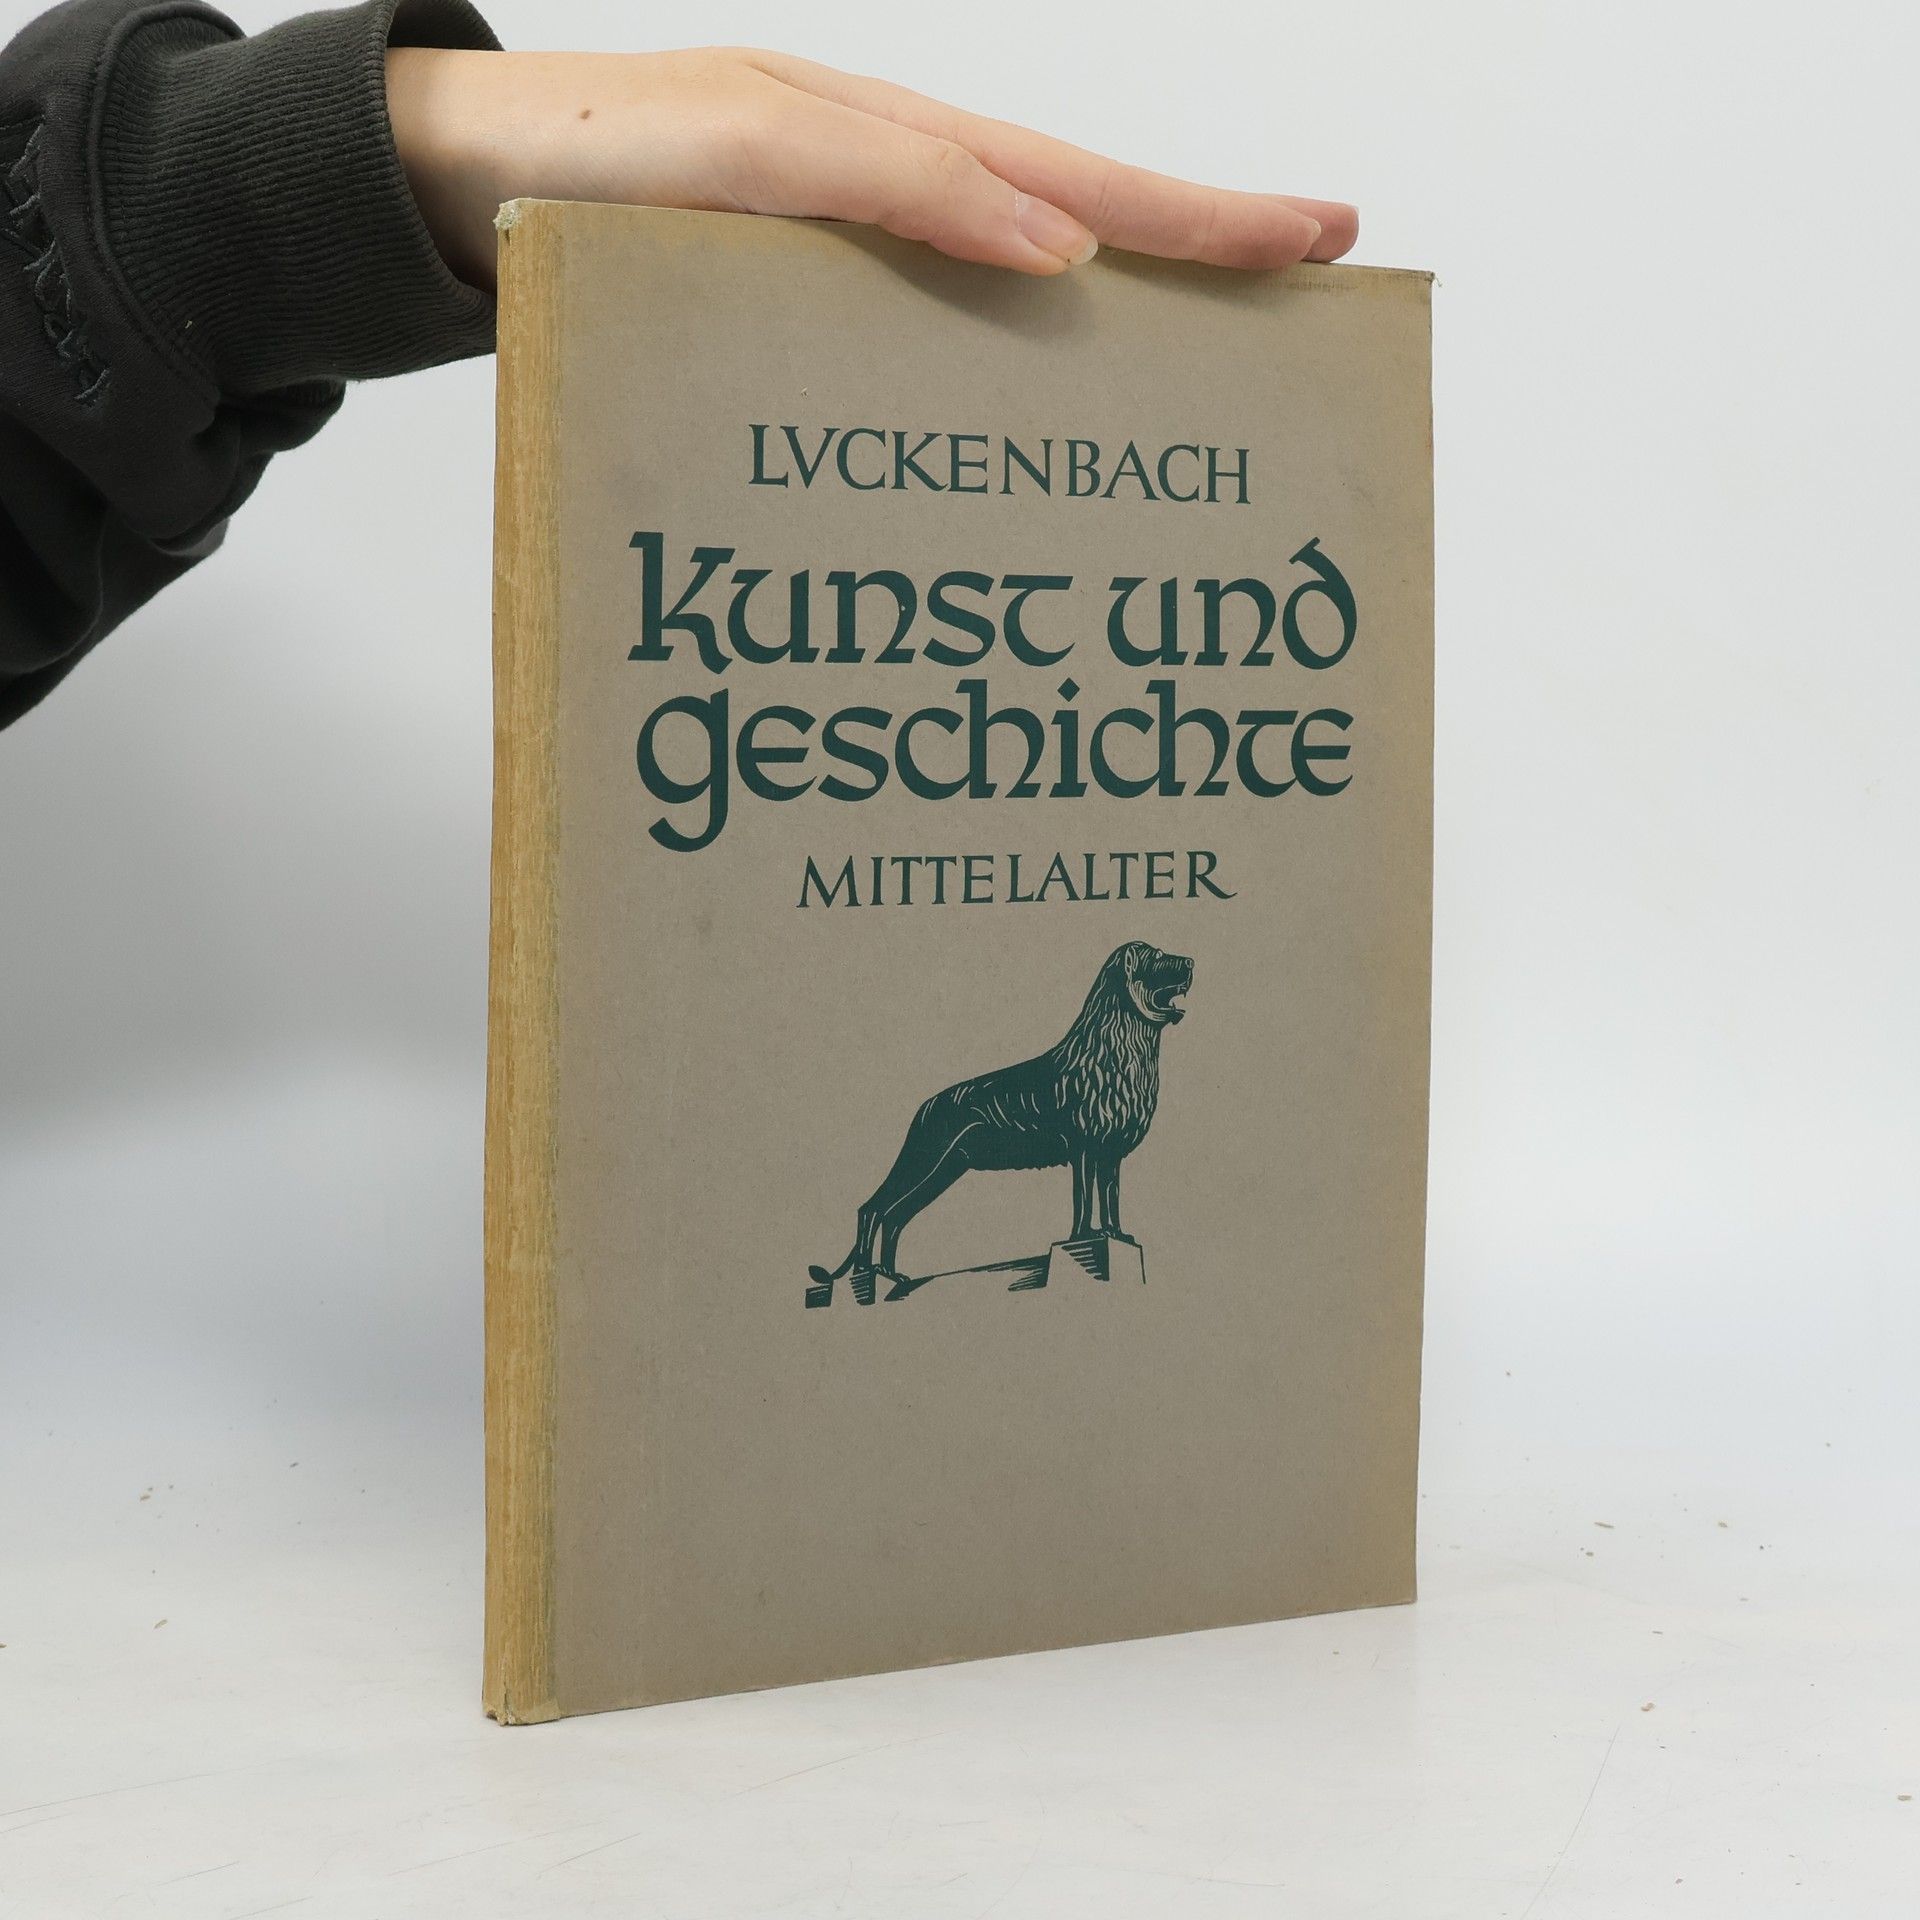 LVCKENBACH
Kunst und
geschichte
MITTELALTER